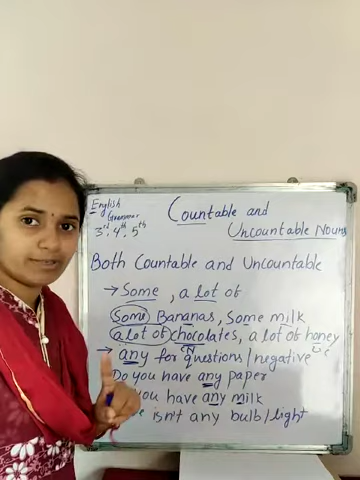 English
Grammar
3rd, 4th, 5th
Countable and
Uncountable Nouns
Both Countable and Uncountable
→ Some, a lot of
Some Bananas, Some milk
a lot of chocolates, a lot of honey
CN UC
→ any for questions/negative
Do you have any paper
you have any milk
isn't any bulb/light